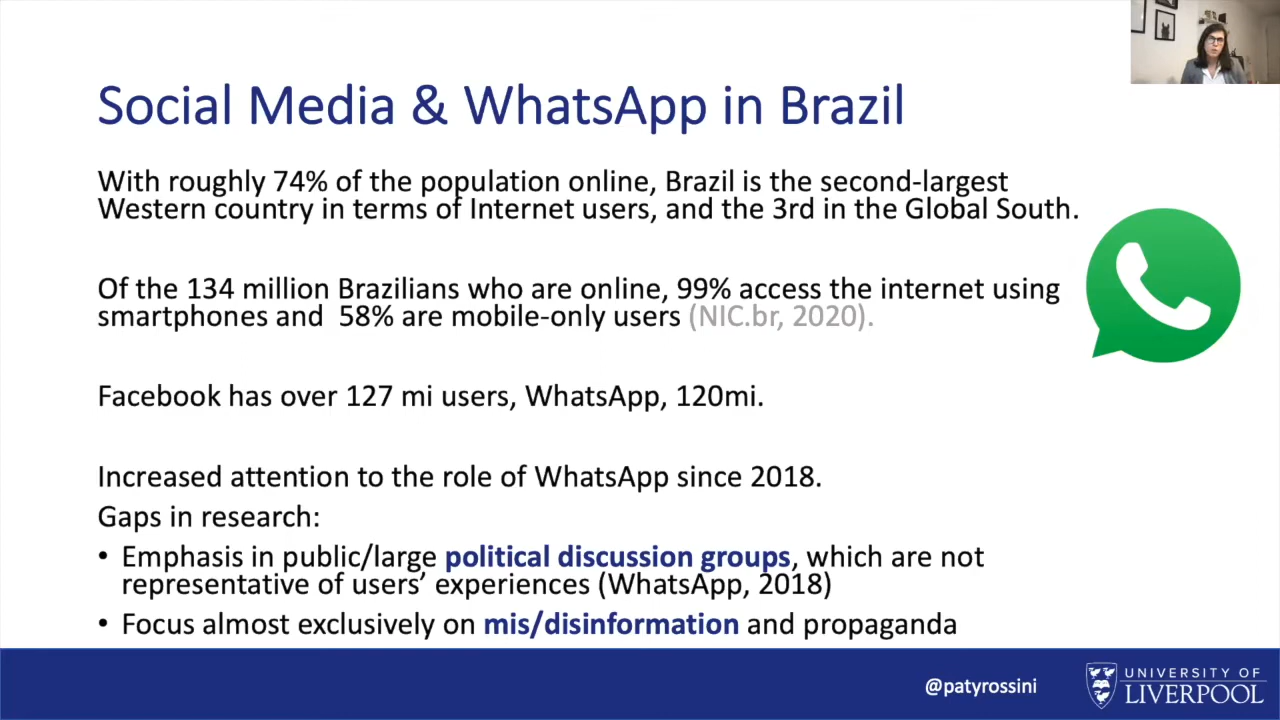 Social Media & WhatsApp in Brazil
With roughly 74% of the population online, Brazil is the second-largest
Western country in terms of Internet users, and the 3rd in the Global South.
Of the 134 million Brazilians who are online, 99% access the internet using
smartphones and  58% are mobile-only users (NIC.br, 2020).
Facebook has over 127 mi users, WhatsApp, 120mi.
Increased attention to the role of WhatsApp since 2018.
Gaps in research:
• Emphasis in public/large political discussion groups, which are not
representative of users’ experiences (WhatsApp, 2018)
• Focus almost exclusively on mis/disinformation and propaganda
@patyrossini
UNIVERSITY OF
LIVERPOOL